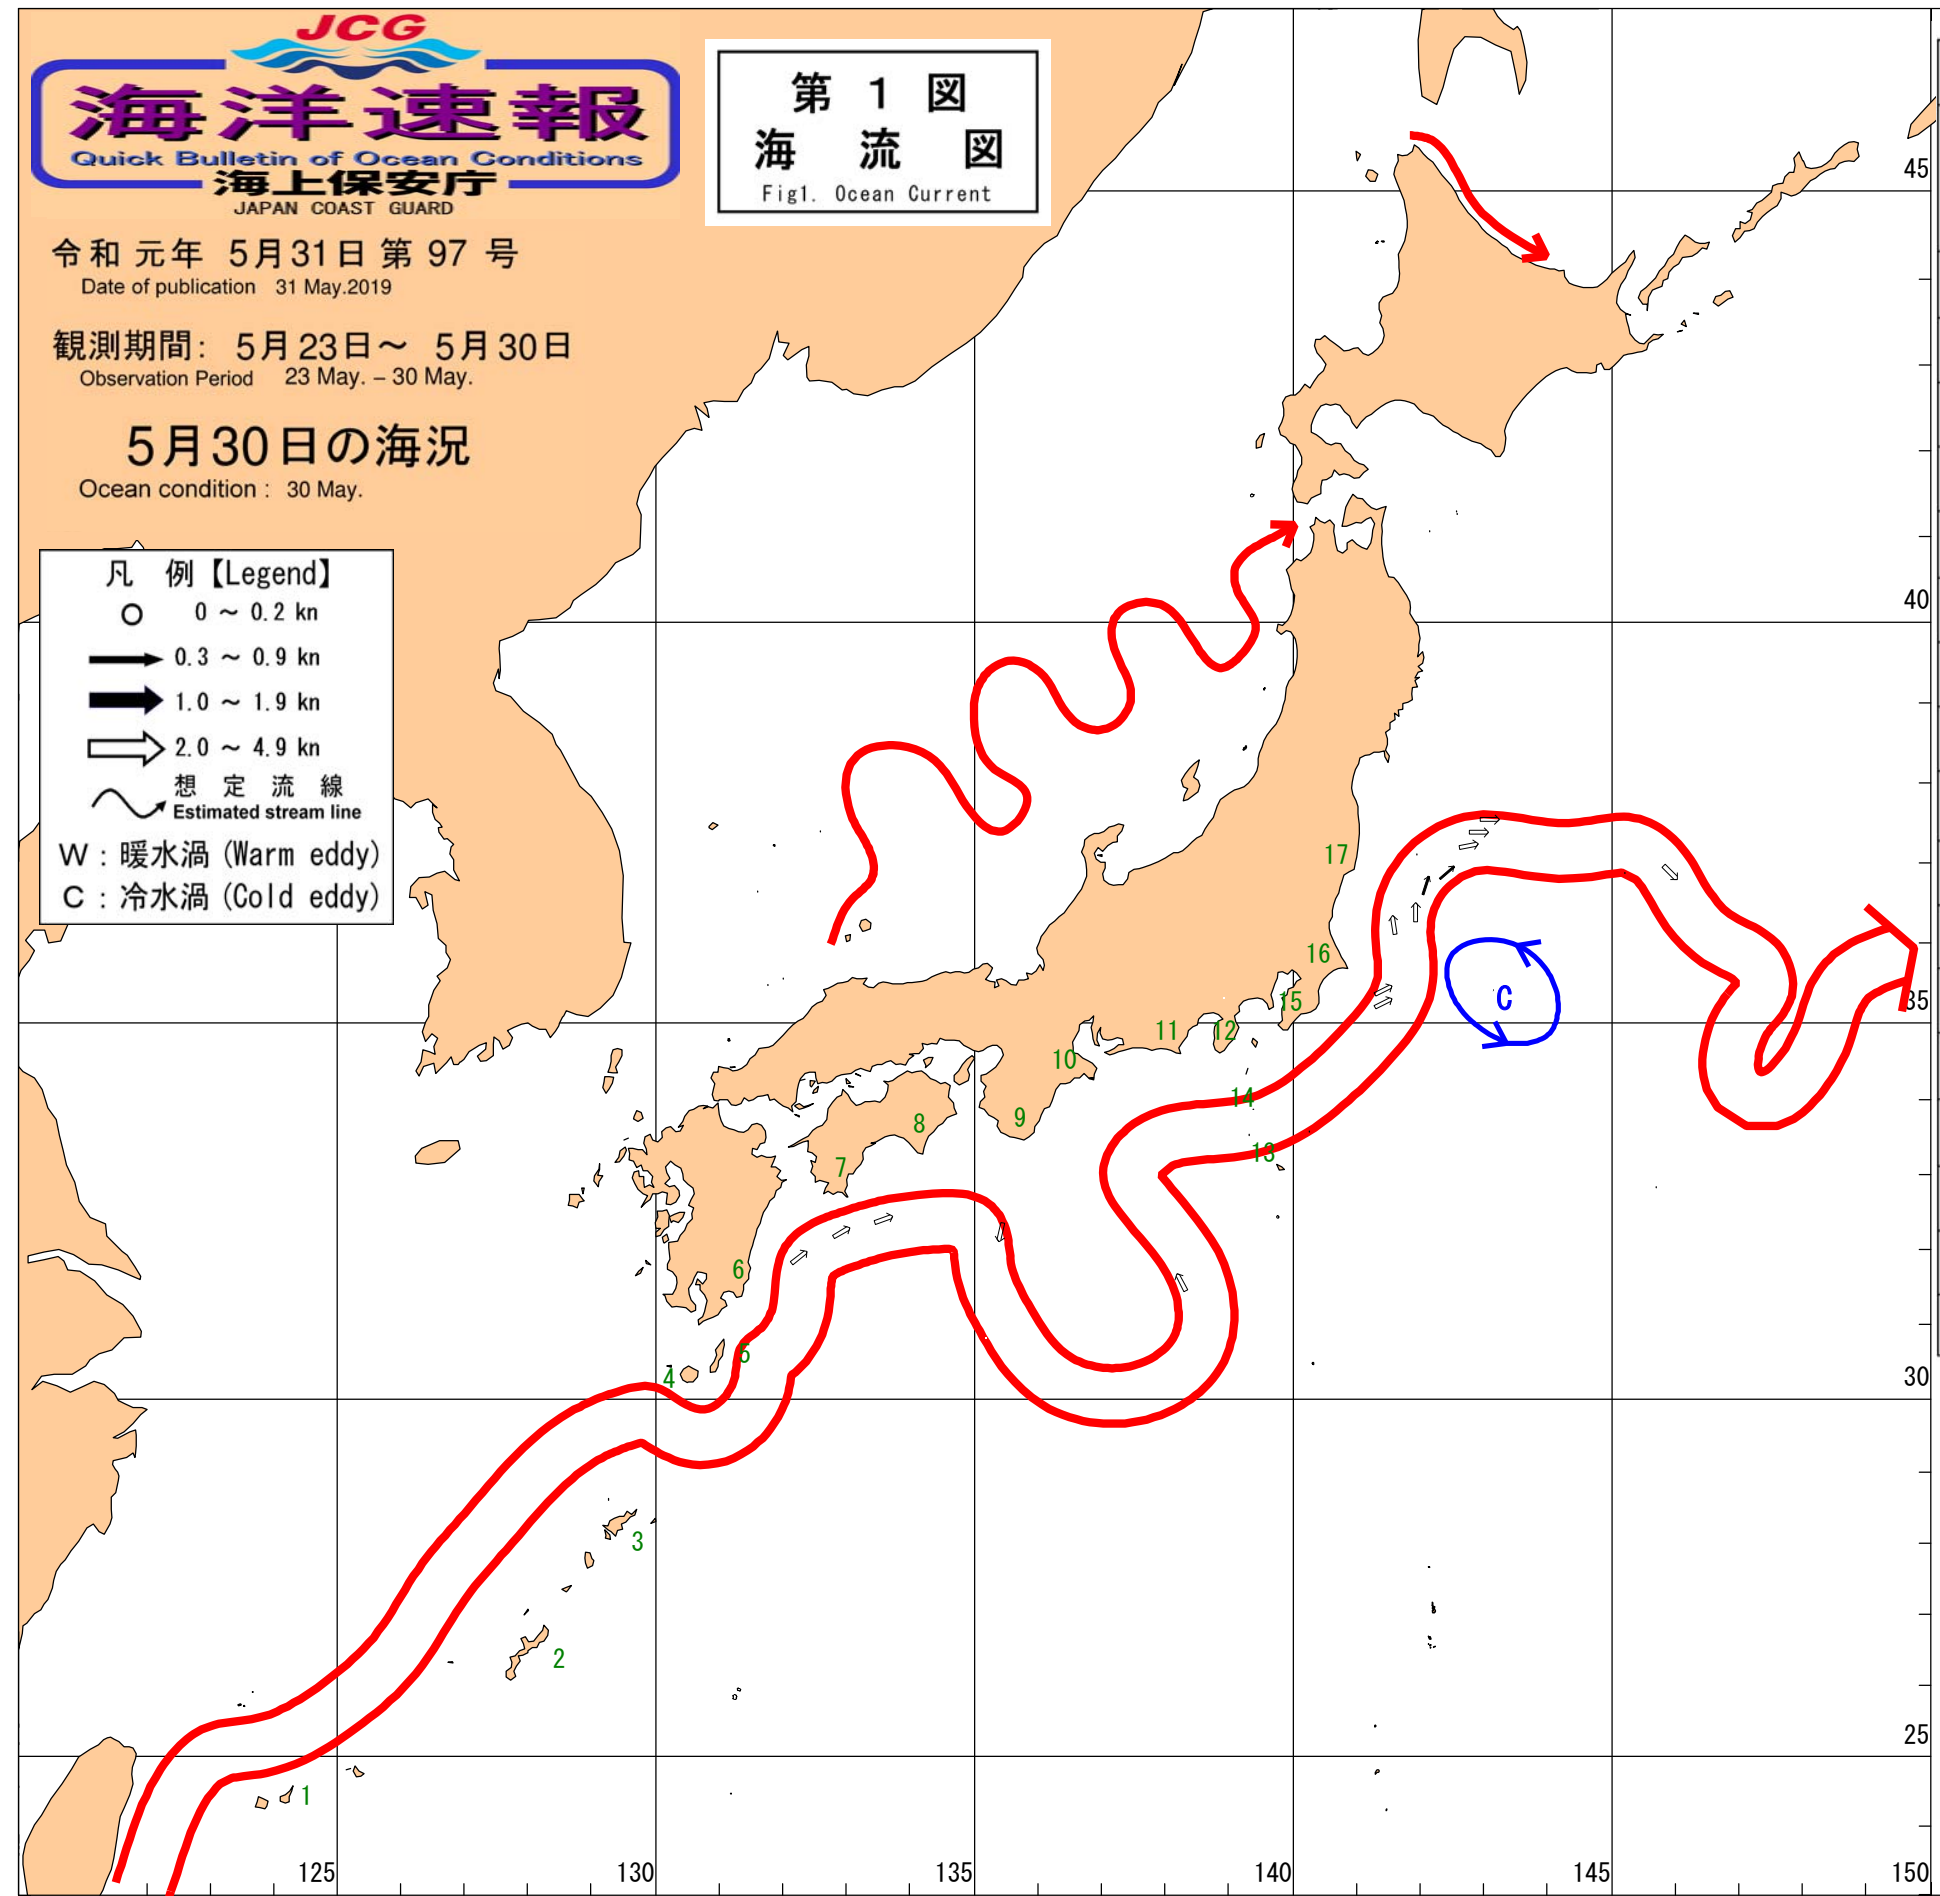 JCG
海洋速報
Quick Bulletin of Ocean Conditions
海上保安庁
JAPAN COAST GUARD
第 1 図
海 流 図
Fig1. Ocean Current
令和 元年 5月31日 第 97 号
Date of publication 31 May.2019
観測期間: 5月23日～ 5月30日
Observation Period 23 May. – 30 May.
5月30日の海況
Ocean condition : 30 May.
凡 例【Legend】
0 ～ 0.2 kn
0.3 ～ 0.9 kn
1.0 ～ 1.9 kn
2.0 ～ 4.9 kn
想 定 流 線
Estimated stream line
W : 暖水渦 (Warm eddy)
C : 冷水渦 (Cold eddy)
45
40
17
16
C
35
15
11
12
10
14
9
8
13
7
6
5
4
30
3
2
25
1
125
130
135
140
145
150